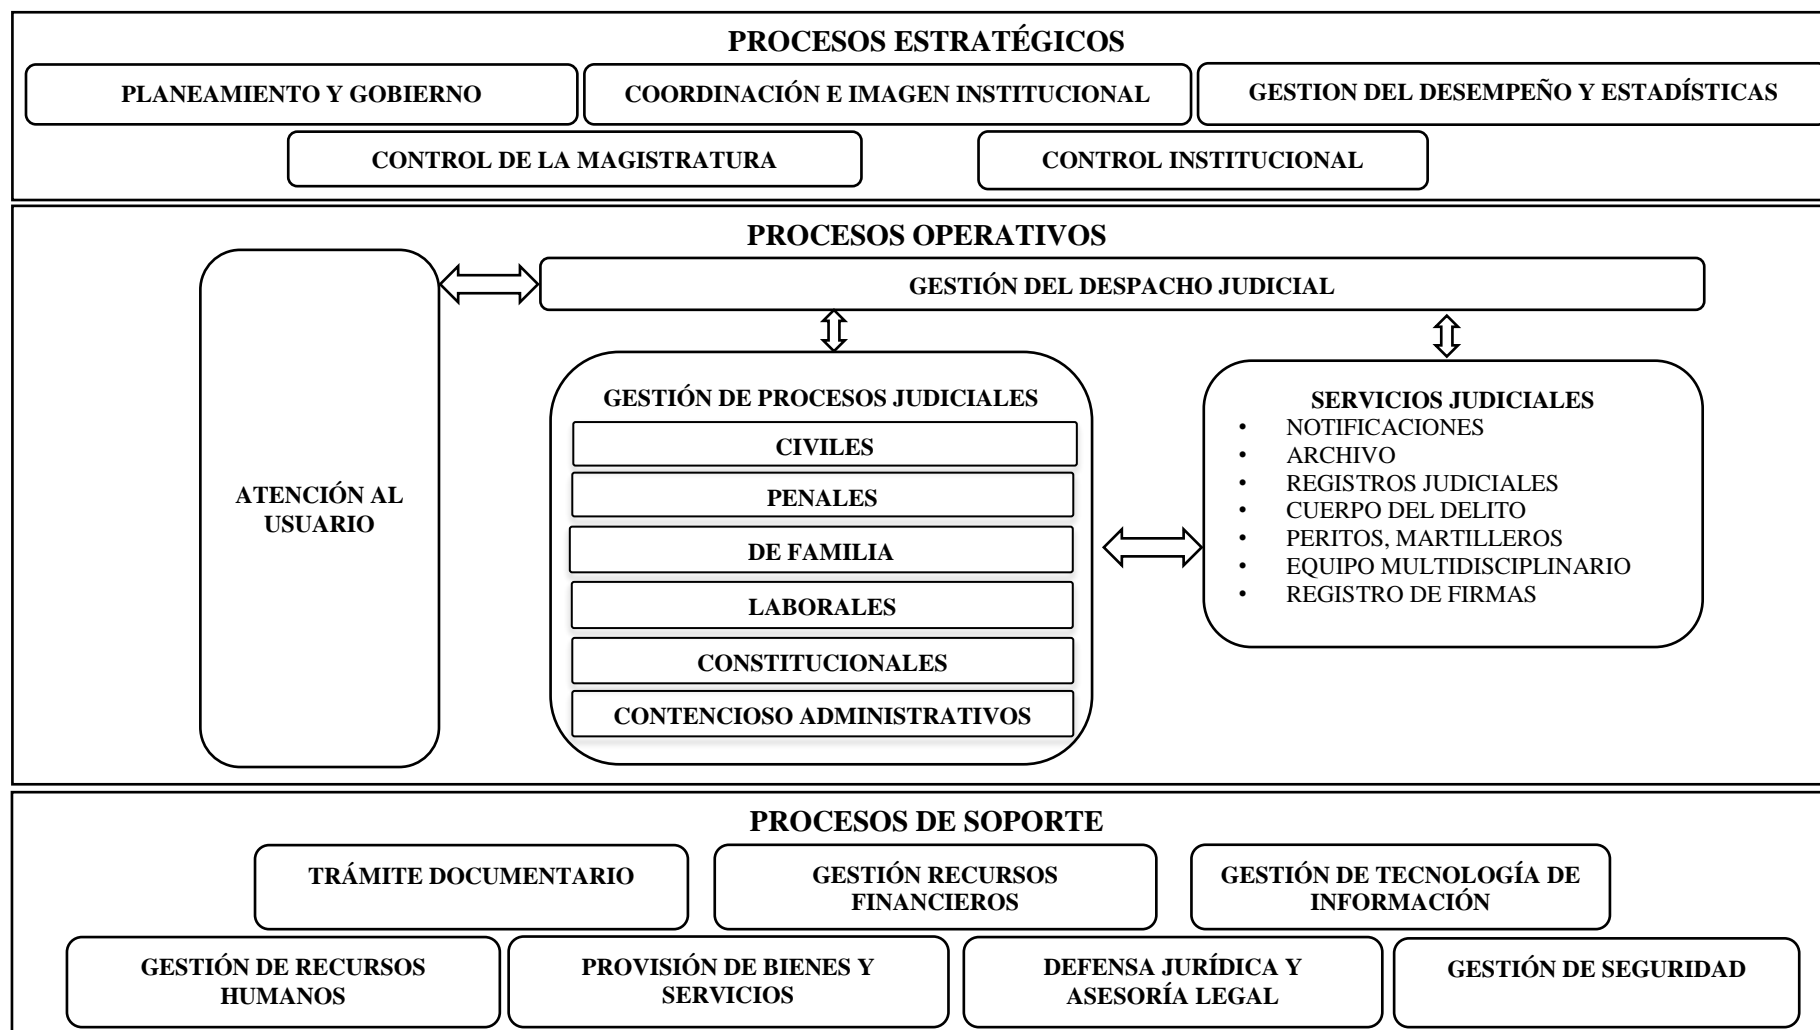 PROCESOS ESTRATÉGICOS
PLANEAMIENTO Y GOBIERNO
COORDINACIÓN E IMAGEN INSTITUCIONAL
GESTION DEL DESEMPEÑO Y ESTADÍSTICAS
CONTROL DE LA MAGISTRATURA
CONTROL INSTITUCIONAL
PROCESOS OPERATIVOS
ATENCIÓN AL
USUARIO
GESTIÓN DEL DESPACHO JUDICIAL
GESTIÓN DE PROCESOS JUDICIALES
CIVILES
PENALES
DE FAMILIA
LABORALES
CONSTITUCIONALES
CONTENCIOSO ADMINISTRATIVOS
SERVICIOS JUDICIALES
• NOTIFICACIONES
• ARCHIVO
• REGISTROS JUDICIALES
• CUERPO DEL DELITO
• PERITOS, MARTILLEROS
• EQUIPO MULTIDISCIPLINARIO
• REGISTRO DE FIRMAS
PROCESOS DE SOPORTE
TRÁMITE DOCUMENTARIO
GESTIÓN RECURSOS
FINANCIEROS
GESTIÓN DE TECNOLOGÍA DE
INFORMACIÓN
GESTIÓN DE RECURSOS
HUMANOS
PROVISIÓN DE BIENES Y
SERVICIOS
DEFENSA JURÍDICA Y
ASESORÍA LEGAL
GESTIÓN DE SEGURIDAD